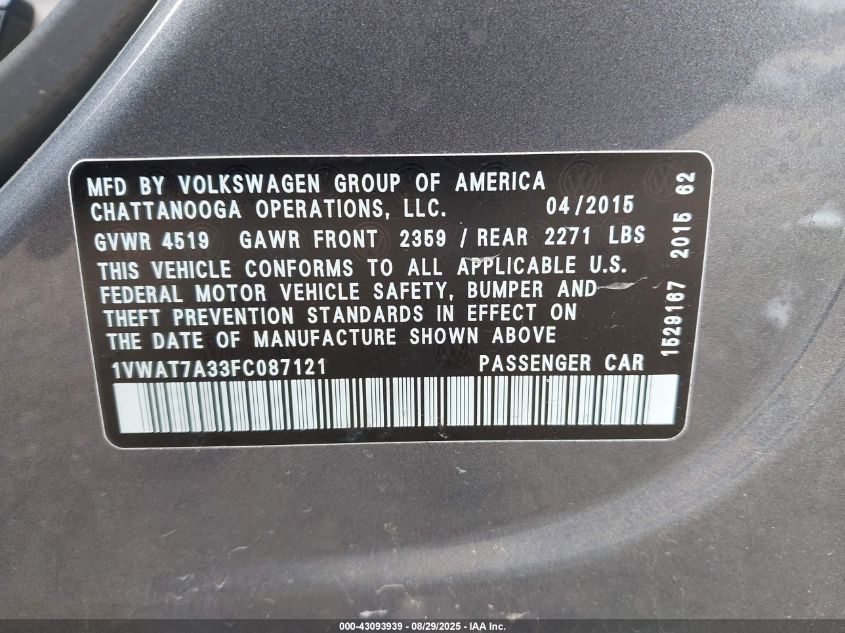 MFD BY VOLKSWAGEN GROUP OF AMERICA
CHATTANOOGA OPERATIONS, LLC. 04/2015
GVWR 4519 GAWR FRONT 2359 / REAR 2271 LBS
THIS VEHICLE CONFORMS TO ALL APPLICABLE U.S.
FEDERAL MOTOR VEHICLE SAFETY, BUMPER AND
THEFT PREVENTION STANDARDS IN EFFECT ON
THE DATE OF MANUFACTURE SHOWN ABOVE
1VWAT7A33FC087121 PASSENGER CAR
1529167 2015 62
000-43093939 - 08/29/2025 - IAA Inc.